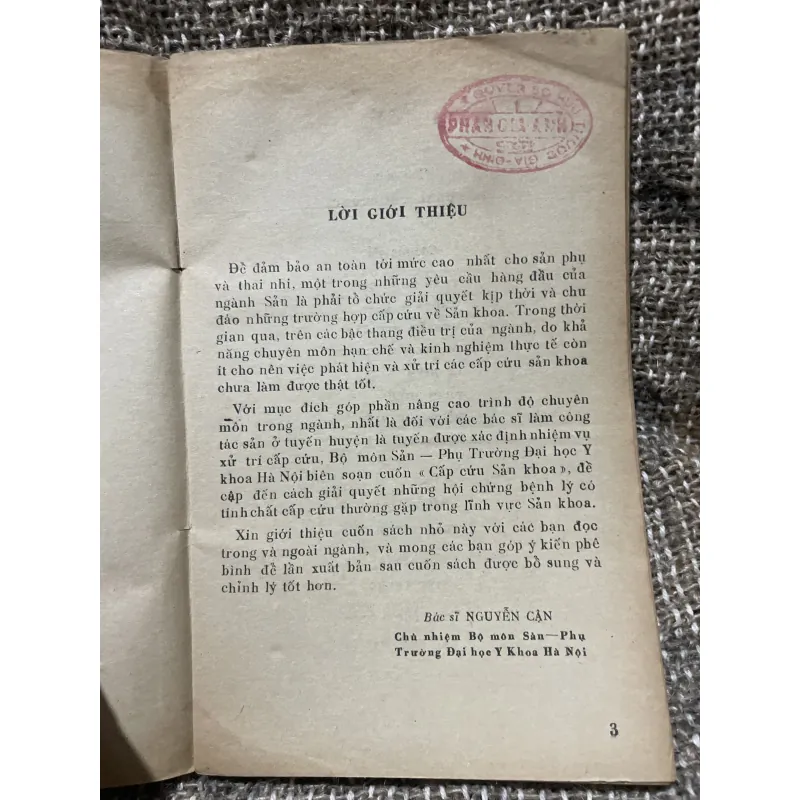 QUYỂN SỐ
PHAN GIA ANH
GIA-ĐÌNH
LỜI GIỚI THIỆU
Để đảm bảo an toàn tới mức cao nhất cho sản phụ
và thai nhi, một trong những yêu cầu hàng đầu của
ngành Sản là phải tổ chức giải quyết kịp thời và chu
đáo những trường hợp cấp cứu về Sản khoa. Trong thời
gian qua, trên các bậc thang điều trị của ngành, do khả
năng chuyên môn hạn chế và kinh nghiệm thực tế còn
ít cho nên việc phát hiện và xử trí các cấp cứu sản khoa
chưa làm được thật tốt.
Với mục đích góp phần nâng cao trình độ chuyên
môn trong ngành, nhất là đối với các bác sĩ làm công
tác sản ở tuyến huyện là tuyến được xác định nhiệm vụ
xử trí cấp cứu, Bộ môn Sản — Phụ Trường Đại học Y
khoa Hà Nội biên soạn cuốn « Cấp cứu Sản khoa », đề
cập đến cách giải quyết những hội chứng bệnh lý có
tính chất cấp cứu thường gặp trong lĩnh vực Sản khoa.
Xin giới thiệu cuốn sách nhỏ này với các bạn đọc
trong và ngoài ngành, và mong các bạn góp ý kiến phê
bình để lần xuất bản sau cuốn sách được bổ sung và
chỉnh lý tốt hơn.
Bác sĩ NGUYỄN CẬN
Chủ nhiệm Bộ môn Sản—Phụ
Trường Đại học Y Khoa Hà Nội
3